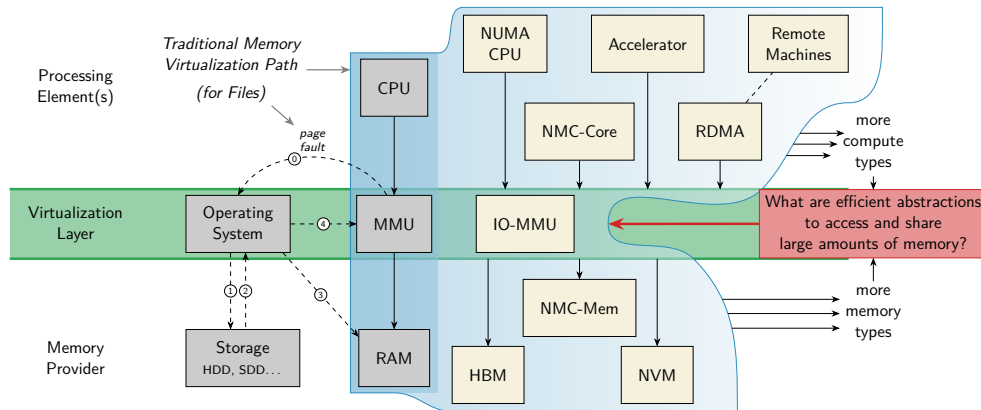 Traditional Memory
Virtualization Path
(for Files)
Processing
Element(s)
CPU
NUMA
CPU
Accelerator
Remote
Machines
NMC-Core
RDMA
more
compute
types
page
fault
0
Virtualization
Layer
Operating
System
4
MMU
IO-MMU
What are efficient abstractions
to access and share
large amounts of memory?
1
2
3
Memory
Provider
Storage
HDD, SDD...
RAM
NMC-Mem
HBM
NVM
more
memory
types